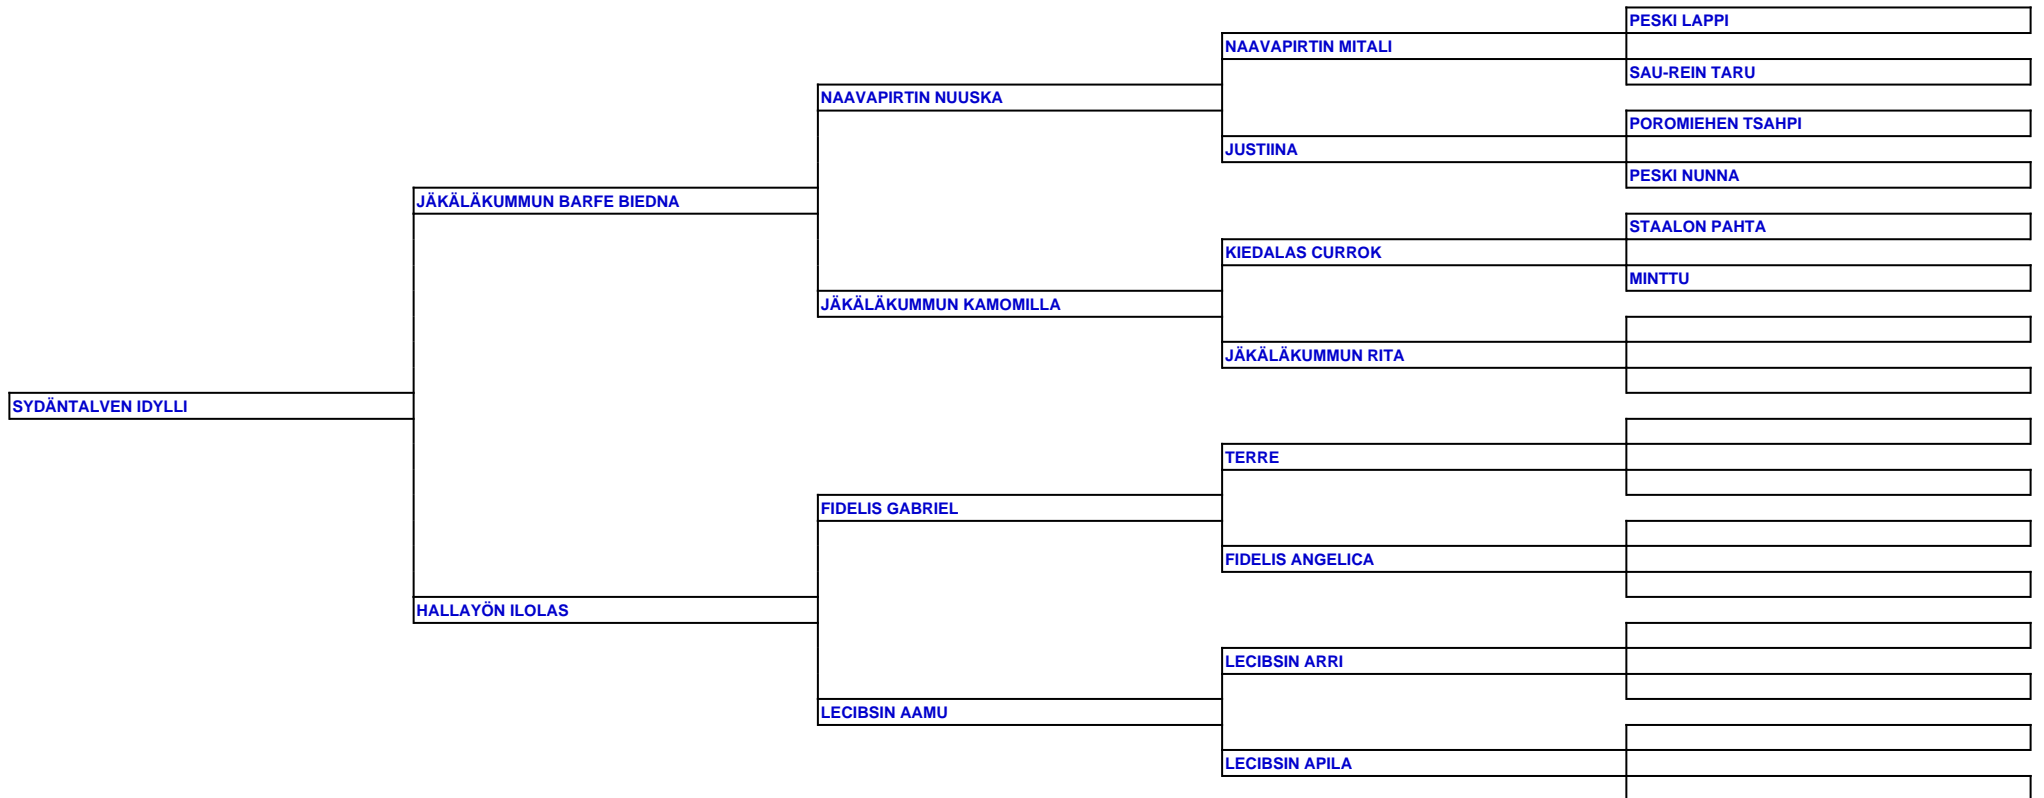 PESKI LAPPI
NAAVAPIRTIN MITALI
SAU-REIN TARU
NAAVAPIRTIN NUUSKA
POROMIEHEN TSAHPI
JUSTIINA
PESKI NUNNA
JÄKÄLÄKUMMUN BARFE BIEDNA
STAALON PAHTA
KIEDALAS CURROK
MINTTU
JÄKÄLÄKUMMUN KAMOMILLA
JÄKÄLÄKUMMUN RITA
SYDÄNTALVEN IDYLLI
TERRE
FIDELIS GABRIEL
FIDELIS ANGELICA
HALLAYÖN ILOLAS
LECIBSIN ARRI
LECIBSIN AAMU
LECIBSIN APILA